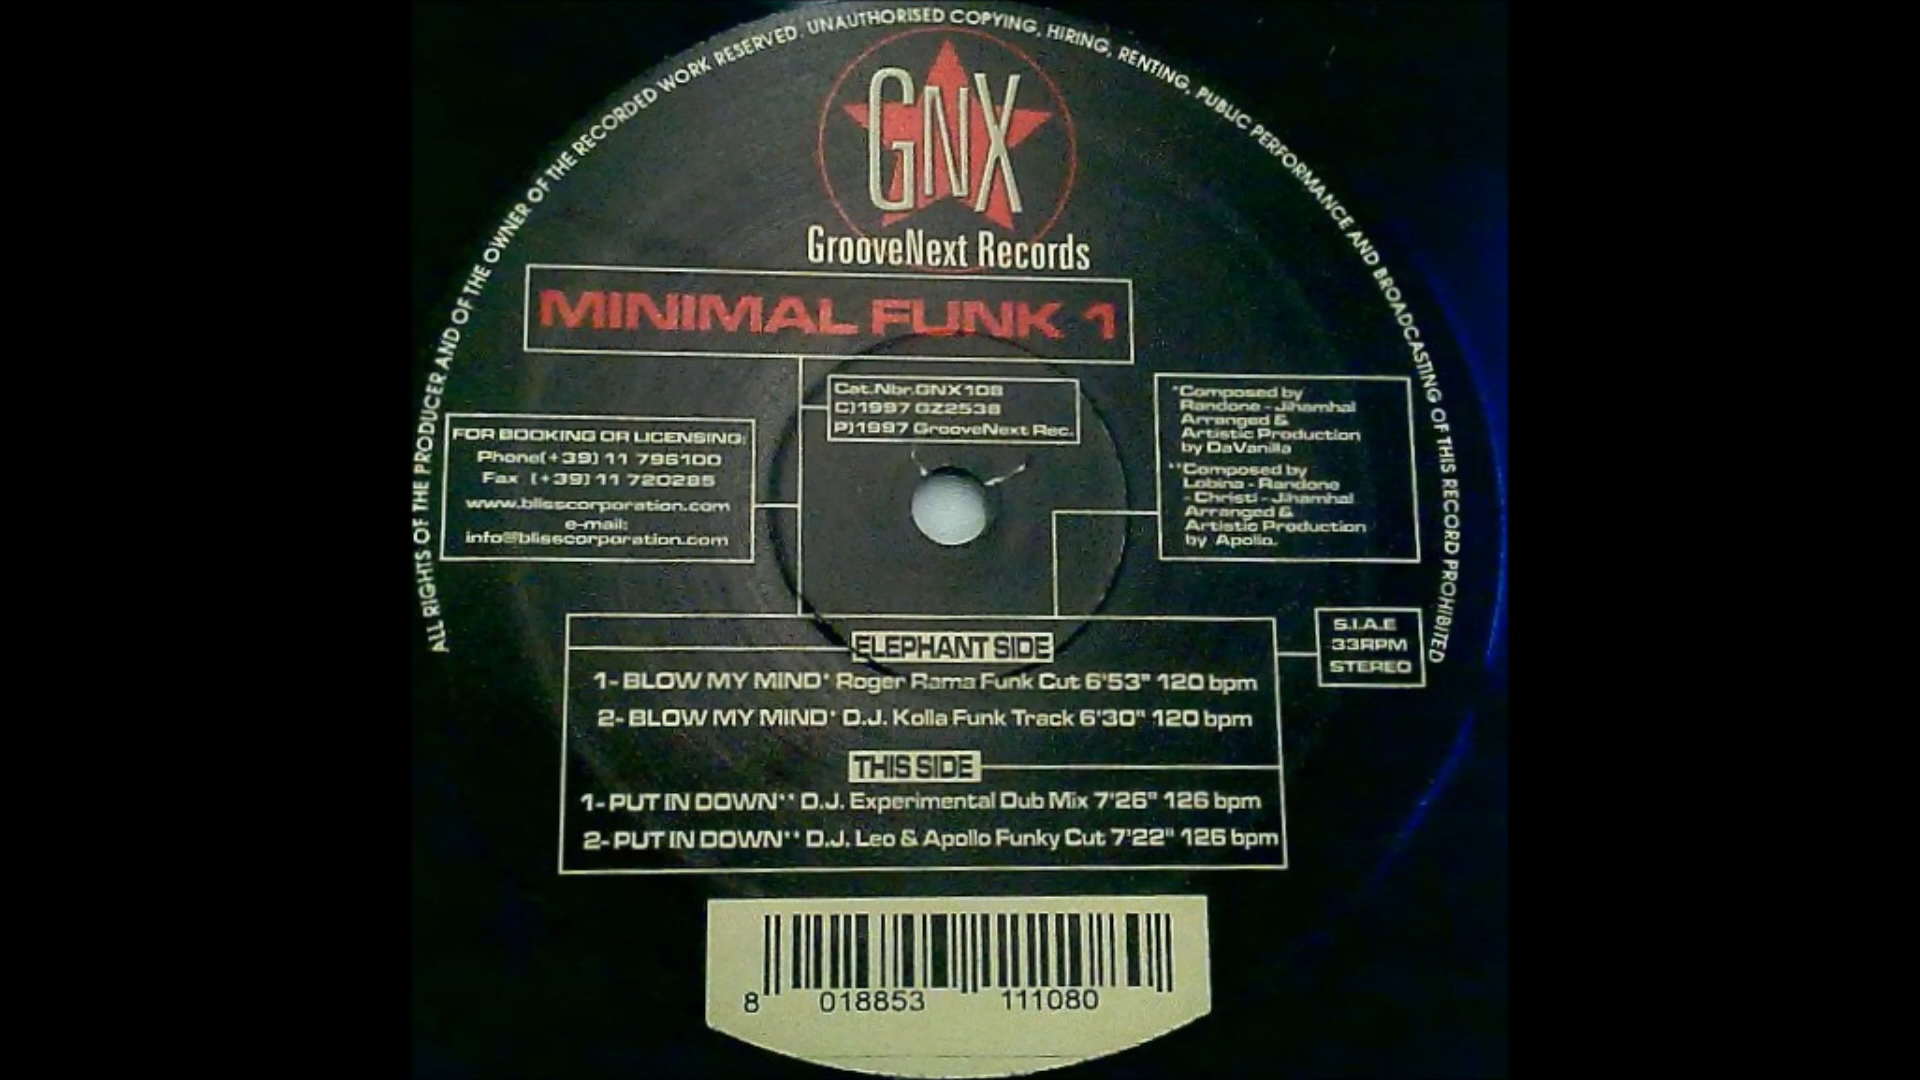 ALL RIGHTS OF THE PRODUCER AND OF THE OWNER OF THE RECORDED WORK RESERVED. UNAUTHORISED COPYING, HIRING, RENTING, PUBLIC PERFORMANCE AND BROADCASTING OF THIS RECORD PROHIBITED
GNX
GrooveNext Records
MINIMAL FUNK 1
Cat.Nbr.GNX108
C)1997 GZ2538
P)1997 GrooveNext Rec.
FOR BOOKING OR LICENSING:
Phone(+39) 11 795100
Fax (+39) 11 720285
www.blisscorporation.com
e-mail:
info@blisscorporation.com
*Composed by
Randone - Jihamhal
Arranged &
Artistic Production
by DaVanilla
**Composed by
Lobina - Randone
- Christi - Jihamhal
Arranged &
Artistic Production
by Apollo.
S.I.A.E
33RPM
STEREO
ELEPHANT SIDE
1- BLOW MY MIND* Roger Rama Funk Cut 6'53" 120 bpm
2- BLOW MY MIND* D.J. Kolla Funk Track 6'30" 120 bpm
THIS SIDE
1- PUT IN DOWN** D.J. Experimental Dub Mix 7'26" 126 bpm
2- PUT IN DOWN** D.J. Leo & Apollo Funky Cut 7'22" 126 bpm
8 018853 111080